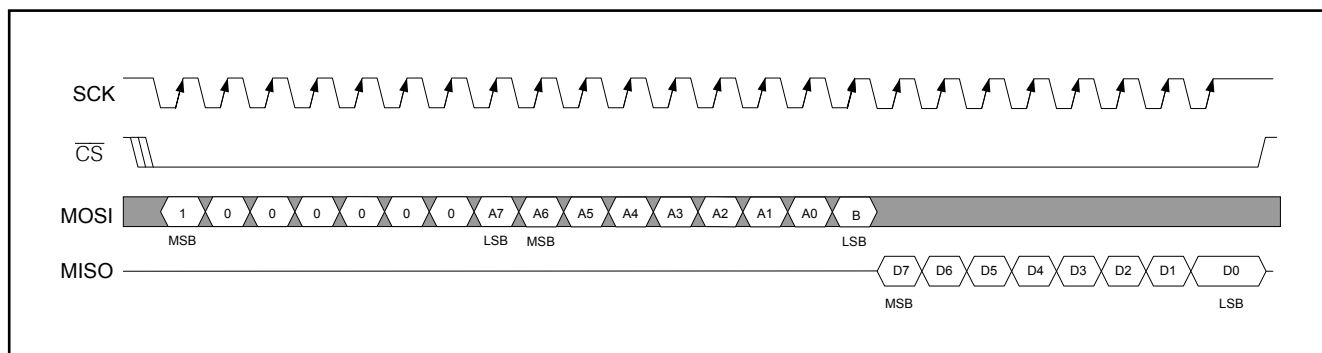 SCK
CS
MOSI 1 0 0 0 0 0 0 A7 A6 A5 A4 A3 A2 A1 A0 B
MSB LSB MSB LSB
MISO D7 D6 D5 D4 D3 D2 D1 D0
MSB LSB